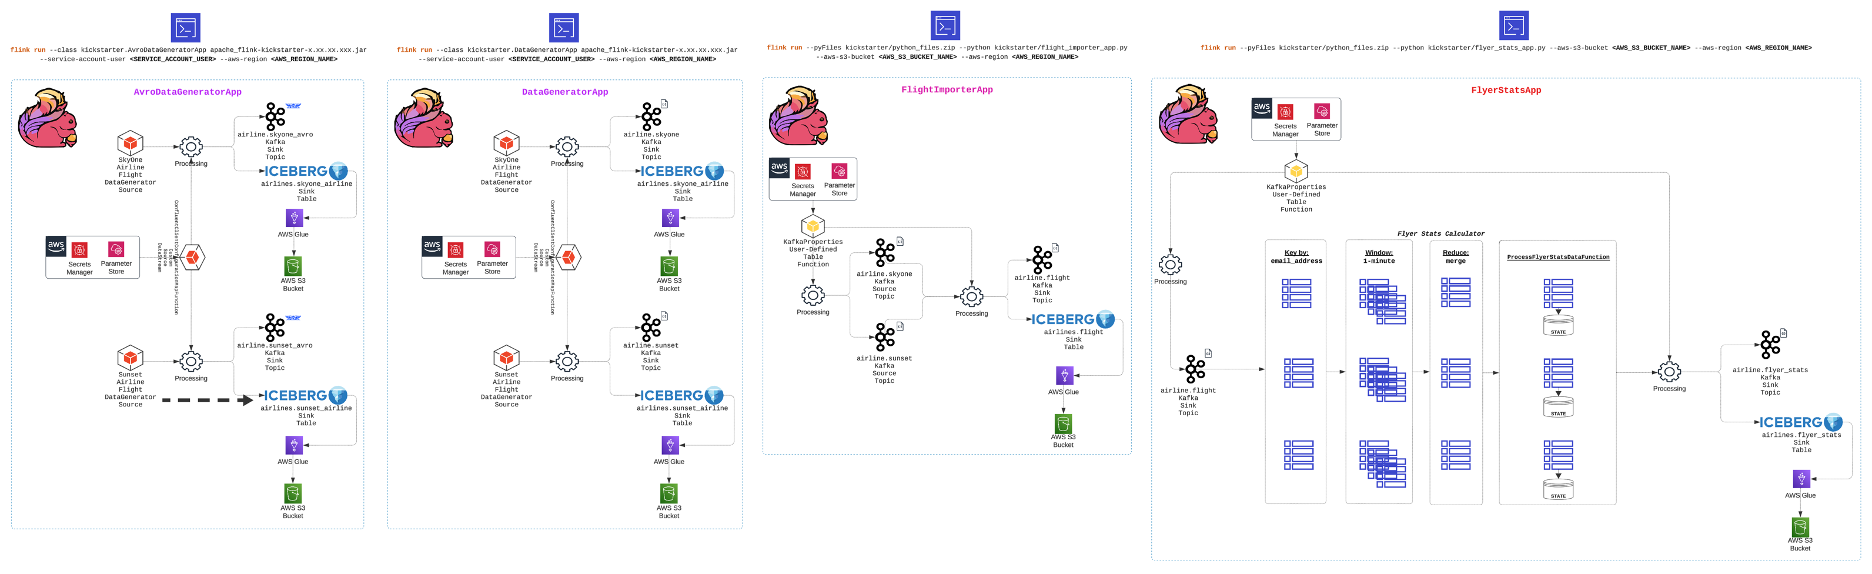 flink run --class kickstarter.AvroDataGeneratorApp apache_flink-kickstarter-x.xx.xx.xxx.jar
--service-account-user <SERVICE_ACCOUNT_USER> --aws-region <AWS_REGION_NAME>
AvroDataGeneratorApp
airline.skyone_avro
Kafka
Sink
Topic
SkyOne
Airline
Flight
DataGenerator
Source
Processing
ICEBERG
airlines.skyone_airline
Sink
Table
AWS Glue
AWS S3
Bucket
aws
Secrets
Manager
Parameter
Store
airline.sunset_avro
Kafka
Sink
Topic
Sunset
Airline
Flight
DataGenerator
Source
Processing
ICEBERG
airlines.sunset_airline
Sink
Table
AWS Glue
AWS S3
Bucket
flink run --class kickstarter.DataGeneratorApp apache_flink-kickstarter-x.xx.xx.xxx.jar
--service-account-user <SERVICE_ACCOUNT_USER> --aws-region <AWS_REGION_NAME>
DataGeneratorApp
airline.skyone
Kafka
Sink
Topic
SkyOne
Airline
Flight
DataGenerator
Source
Processing
ICEBERG
airlines.skyone_airline
Sink
Table
AWS Glue
AWS S3
Bucket
aws
Secrets
Manager
Parameter
Store
airline.sunset
Kafka
Sink
Topic
Sunset
Airline
Flight
DataGenerator
Source
Processing
ICEBERG
airlines.sunset_airline
Sink
Table
AWS Glue
AWS S3
Bucket
flink run --pyFiles kickstarter/python_files.zip --python kickstarter/flight_importer_app.py
--aws-s3-bucket <AWS_S3_BUCKET_NAME> --aws-region <AWS_REGION_NAME>
FlightImporterApp
aws
Secrets
Manager
Parameter
Store
KafkaProperties
User-Defined
Table
Function
Processing
airline.skyone
Kafka
Source
Topic
airline.sunset
Kafka
Source
Topic
Processing
airline.flight
Kafka
Sink
Topic
ICEBERG
airlines.flight
Sink
Table
AWS Glue
AWS S3
Bucket
flink run --pyFiles kickstarter/python_files.zip --python kickstarter/flyer_stats_app.py --aws-s3-bucket <AWS_S3_BUCKET_NAME> --aws-region <AWS_REGION_NAME>
FlyerStatsApp
aws
Secrets
Manager
Parameter
Store
KafkaProperties
User-Defined
Table
Function
Processing
airline.flight
Kafka
Sink
Topic
Flyer Stats Calculator
Key by:
email_address
Window:
1-minute
Reduce:
merge
ProcessFlyerStatsDataFunction
STATE
STATE
STATE
Processing
airline.flyer_stats
Kafka
Sink
Topic
ICEBERG
airlines.flyer_stats
Sink
Table
AWS Glue
AWS S3
Bucket